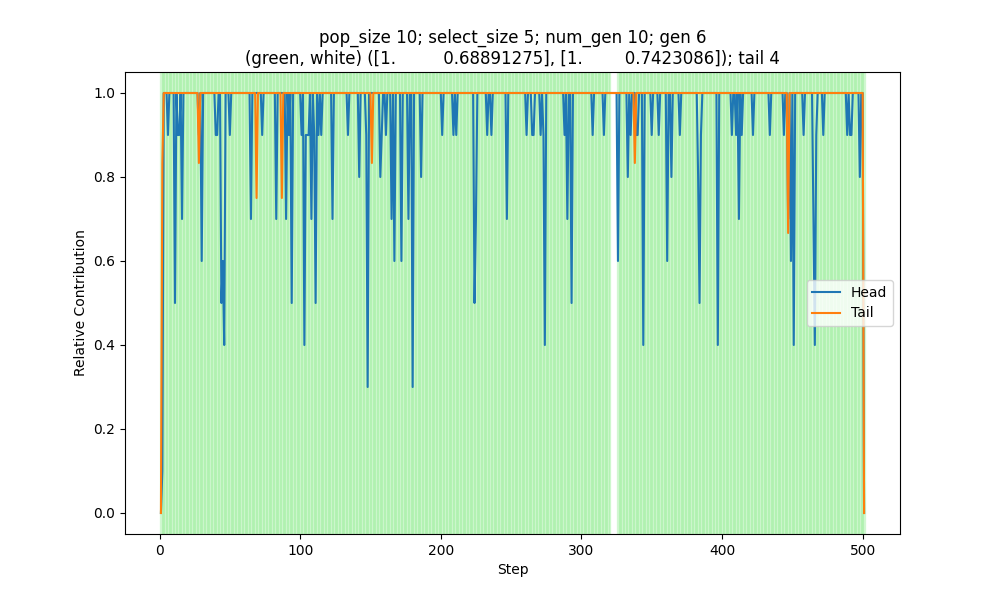 pop_size 10; select_size 5; num_gen 10; gen 6
(green, white) ([1. 0.68891275], [1. 0.7423086]); tail 4
Relative Contribution
1.0
0.8
0.6
0.4
0.2
0.0
Head
Tail
0 100 200 300 400 500
Step